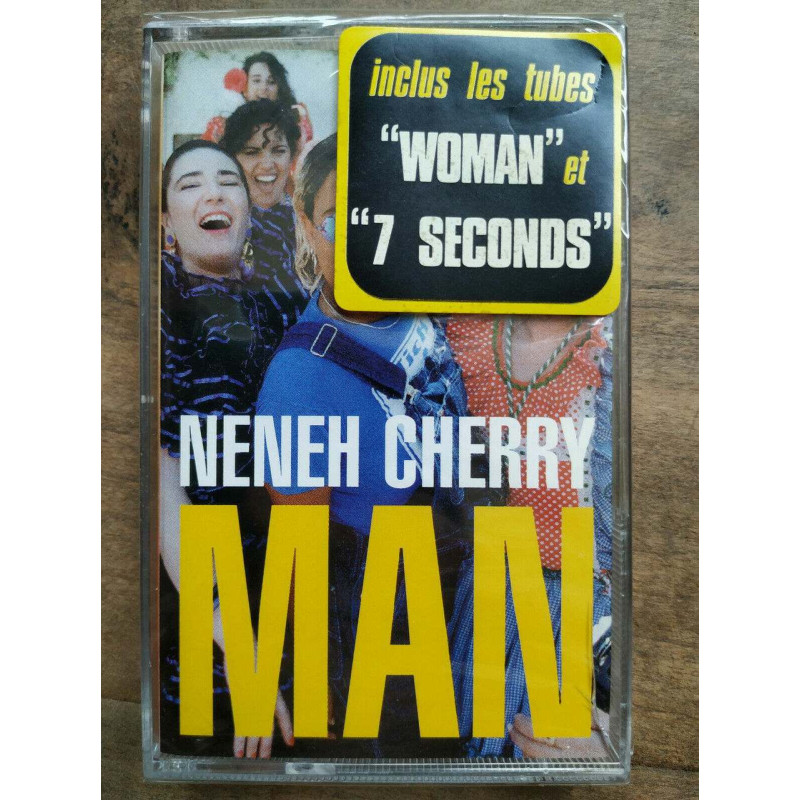 inclus les tubes
“WOMAN” et
“7 SECONDS”
NENEH CHERRY
MAN